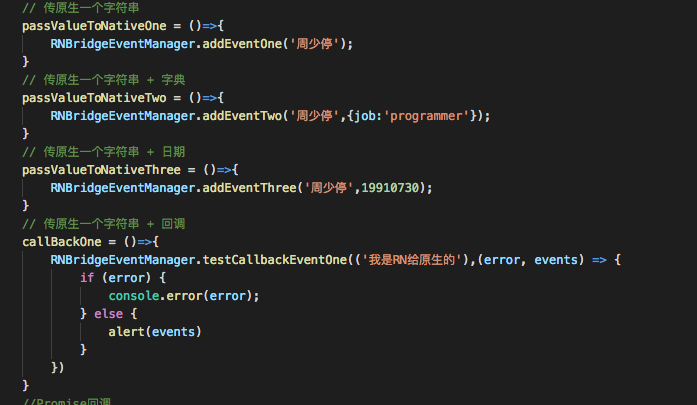 // 传原生一个字符串
passValueToNativeOne = ()=>{
    RNBridgeEventManager.addEventOne('周少停');
}
// 传原生一个字符串 + 字典
passValueToNativeTwo = ()=>{
    RNBridgeEventManager.addEventTwo('周少停',{job:'programmer'});
}
// 传原生一个字符串 + 日期
passValueToNativeThree = ()=>{
    RNBridgeEventManager.addEventThree('周少停',19910730);
}
// 传原生一个字符串 + 回调
callBackOne = ()=>{
    RNBridgeEventManager.testCallbackEventOne(('我是RN给原生的'),(error, events) => {
        if (error) {
            console.error(error);
        } else {
            alert(events)
        }
    })
}
//Promise回调